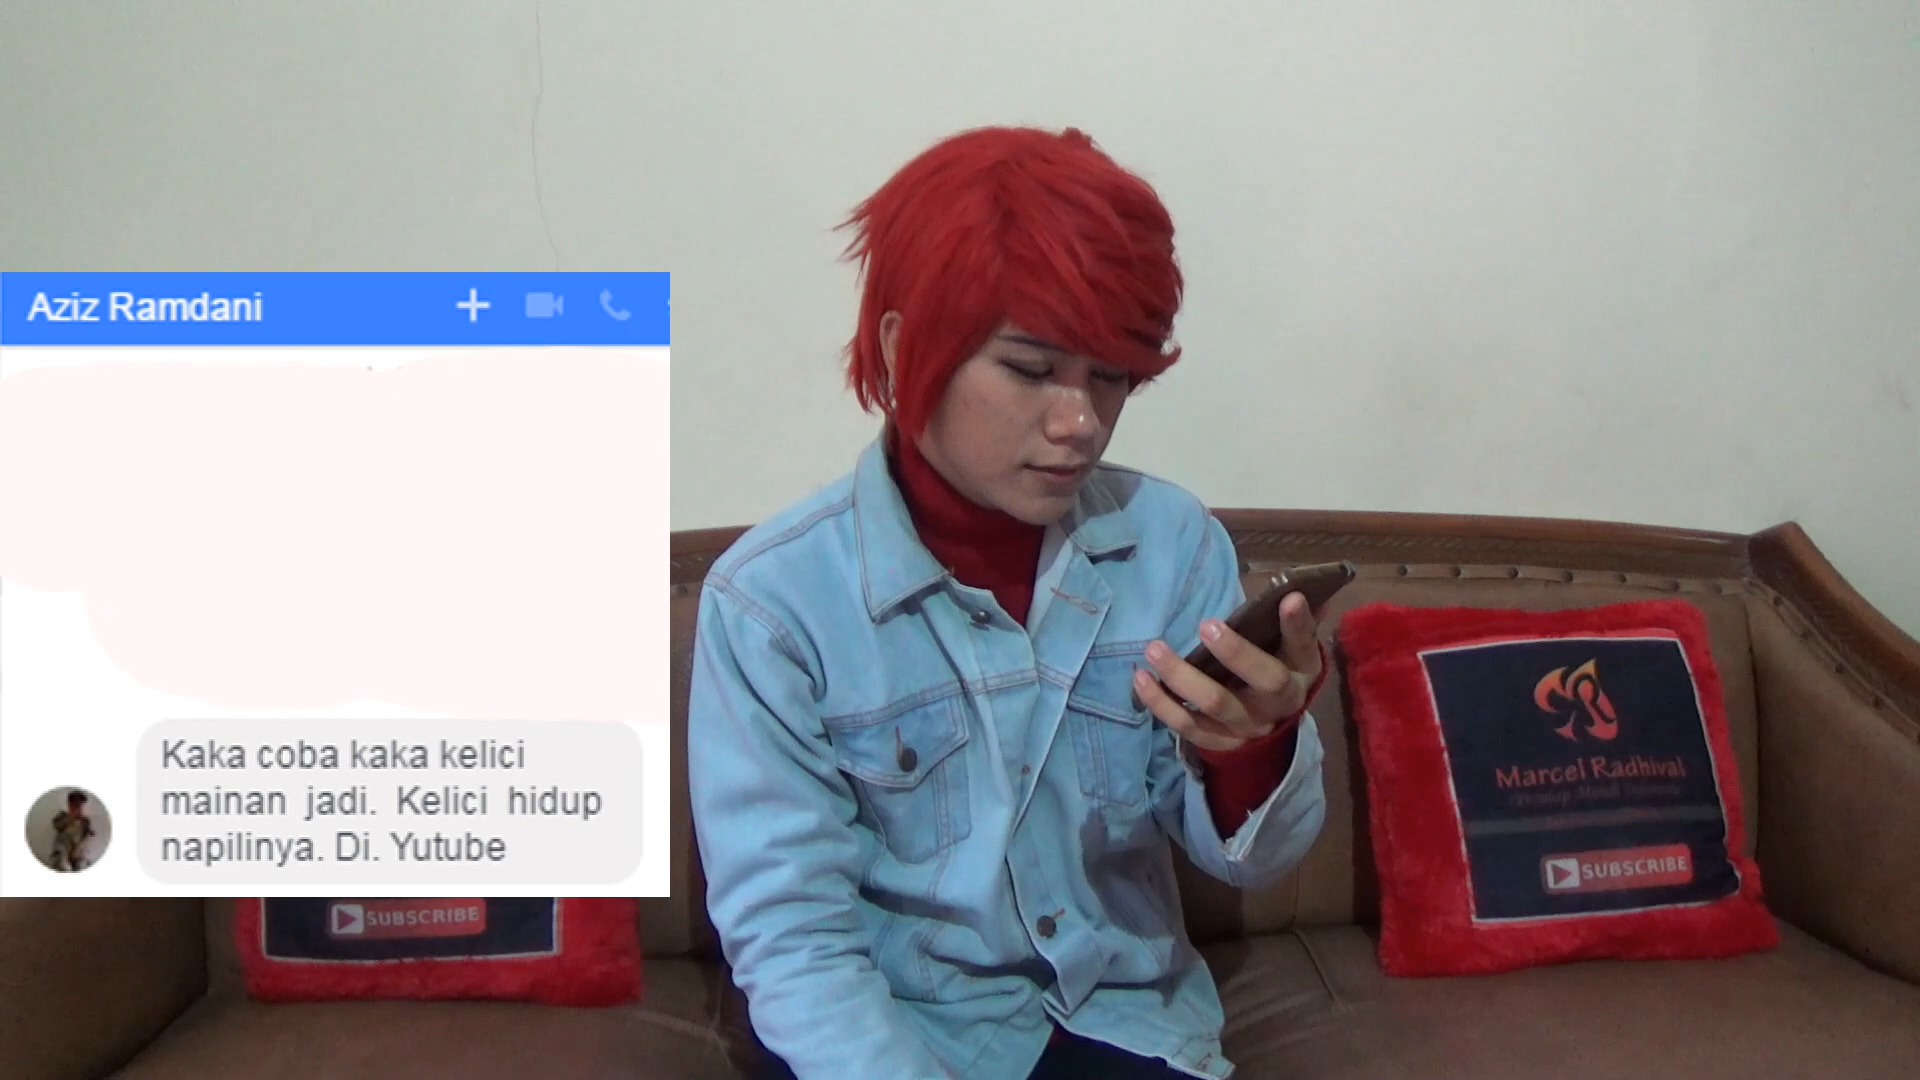 Aziz Ramdani
Kaka coba kaka kelici
mainan jadi. Kelici hidup
napilinya. Di. Yutube
SUBSCRIBE
Marcel Radhival
SUBSCRIBE